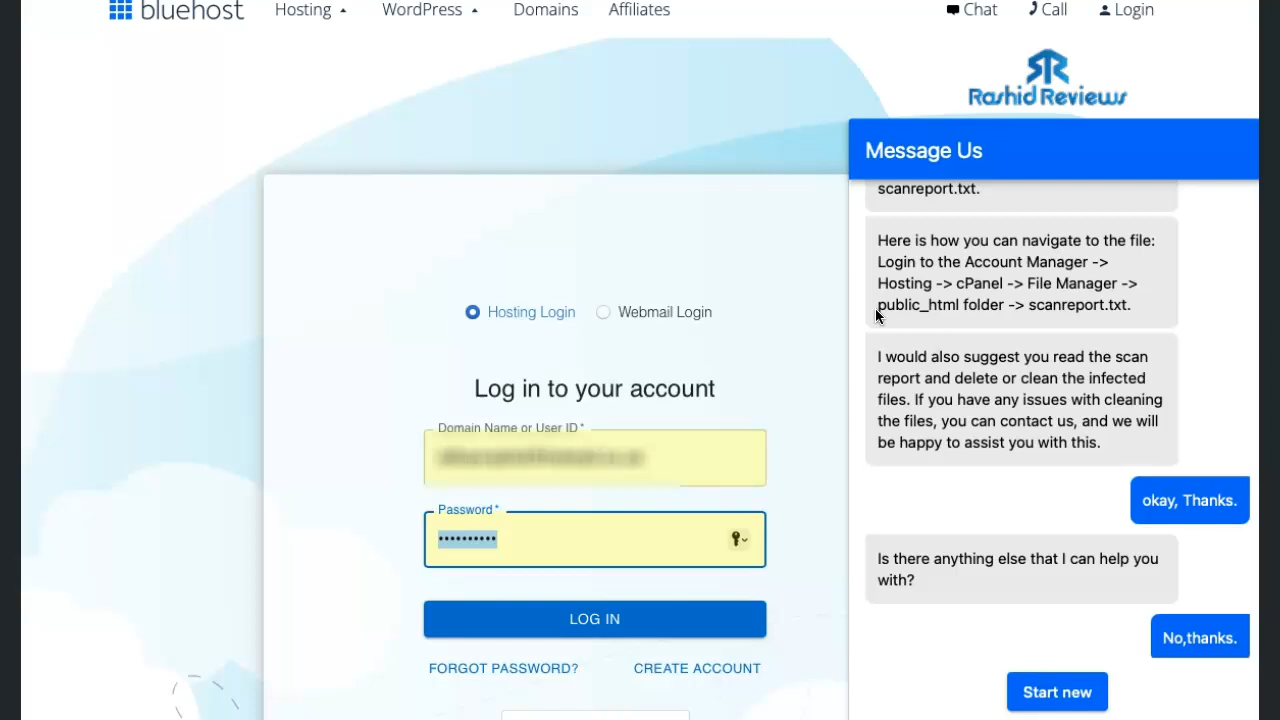 bluehost
Hosting
WordPress
Domains
Affiliates
Chat
Call
Login
Rashid Reviews
Message Us
scanreport.txt.
Here is how you can navigate to the file:
Login to the Account Manager ->
Hosting -> cPanel -> File Manager ->
public_html folder -> scanreport.txt.
I would also suggest you read the scan
report and delete or clean the infected
files. If you have any issues with cleaning
the files, you can contact us, and we will
be happy to assist you with this.
okay, Thanks.
Is there anything else that I can help you
with?
No,thanks.
Start new
Hosting Login
Webmail Login
Log in to your account
Domain Name or User ID *
Password *
LOG IN
FORGOT PASSWORD?
CREATE ACCOUNT